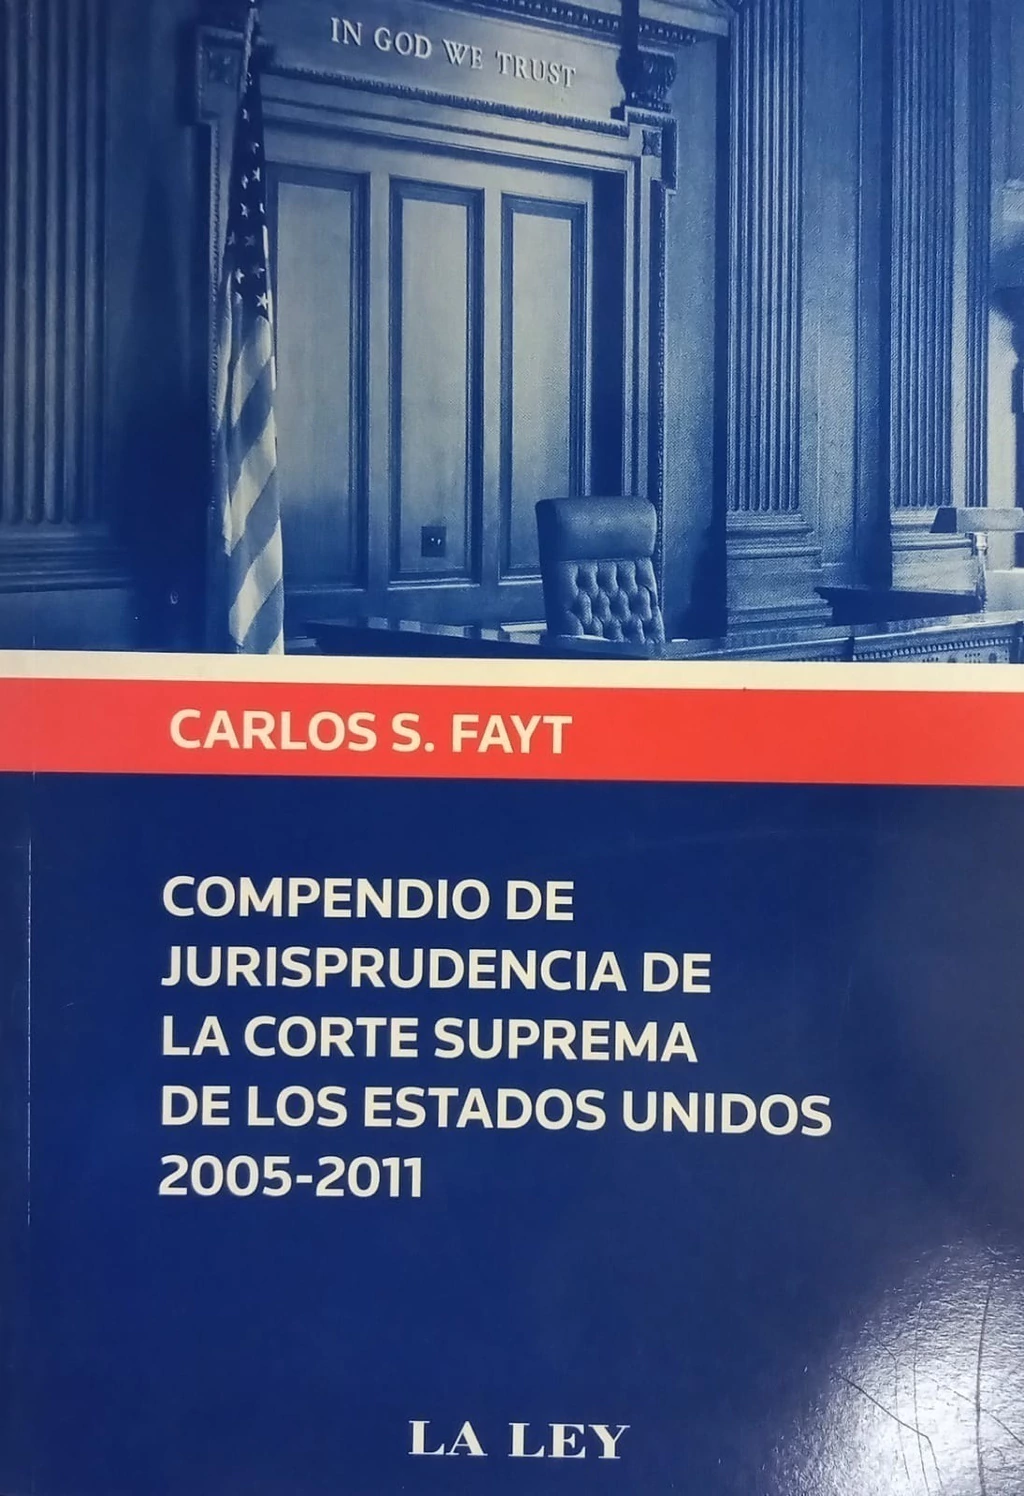 IN GOD WE TRUST
CARLOS S. FAYT
COMPENDIO DE
JURISPRUDENCIA DE
LA CORTE SUPREMA
DE LOS ESTADOS UNIDOS
2005-2011
LA LEY